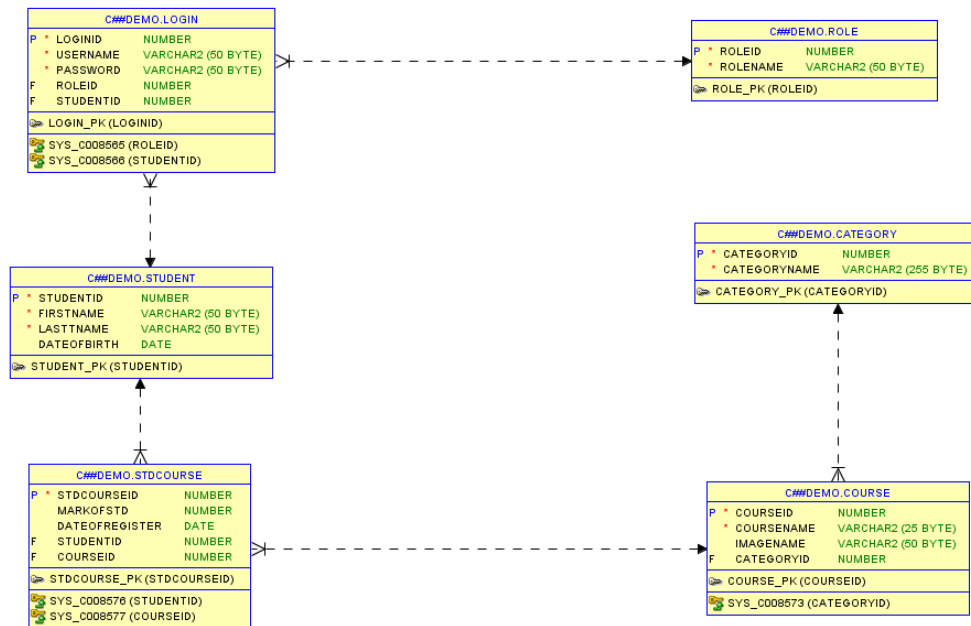 C##DEMO.LOGIN
P * LOGINID NUMBER
* USERNAME VARCHAR2 (50 BYTE)
* PASSWORD VARCHAR2 (50 BYTE)
F ROLEID NUMBER
F STUDENTID NUMBER
LOGIN_PK (LOGINID)
SYS_C008565 (ROLEID)
SYS_C008566 (STUDENTID)
C##DEMO.ROLE
P * ROLEID NUMBER
* ROLENAME VARCHAR2 (50 BYTE)
ROLE_PK (ROLEID)
C##DEMO.STUDENT
P * STUDENTID NUMBER
* FIRSTNAME VARCHAR2 (50 BYTE)
* LASTTNAME VARCHAR2 (50 BYTE)
DATEOFBIRTH DATE
STUDENT_PK (STUDENTID)
C##DEMO.CATEGORY
P * CATEGORYID NUMBER
* CATEGORYNAME VARCHAR2 (255 BYTE)
CATEGORY_PK (CATEGORYID)
C##DEMO.STDCOURSE
P * STDCOURSEID NUMBER
MARKOFSTD NUMBER
DATEOFREGISTER DATE
F STUDENTID NUMBER
F COURSEID NUMBER
STDCOURSE_PK (STDCOURSEID)
SYS_C008576 (STUDENTID)
SYS_C008577 (COURSEID)
C##DEMO.COURSE
P * COURSEID NUMBER
* COURSENAME VARCHAR2 (25 BYTE)
IMAGENAME VARCHAR2 (50 BYTE)
F CATEGORYID NUMBER
COURSE_PK (COURSEID)
SYS_C008573 (CATEGORYID)